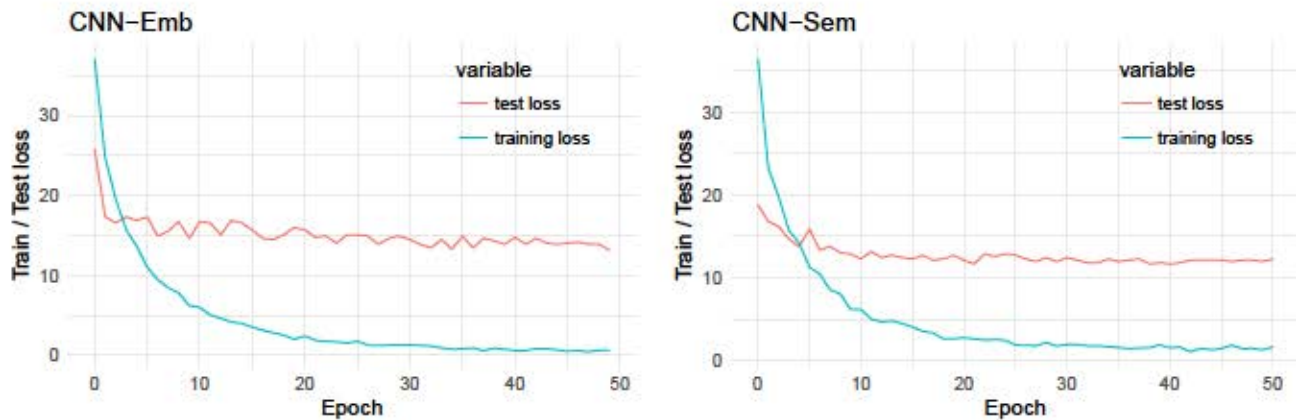 CNN−Emb
Train / Test loss
30
20
10
0
0 10 20 30 40 50
Epoch
variable
test loss
training loss
CNN−Sem
Train / Test loss
30
20
10
0
0 10 20 30 40 50
Epoch
variable
test loss
training loss